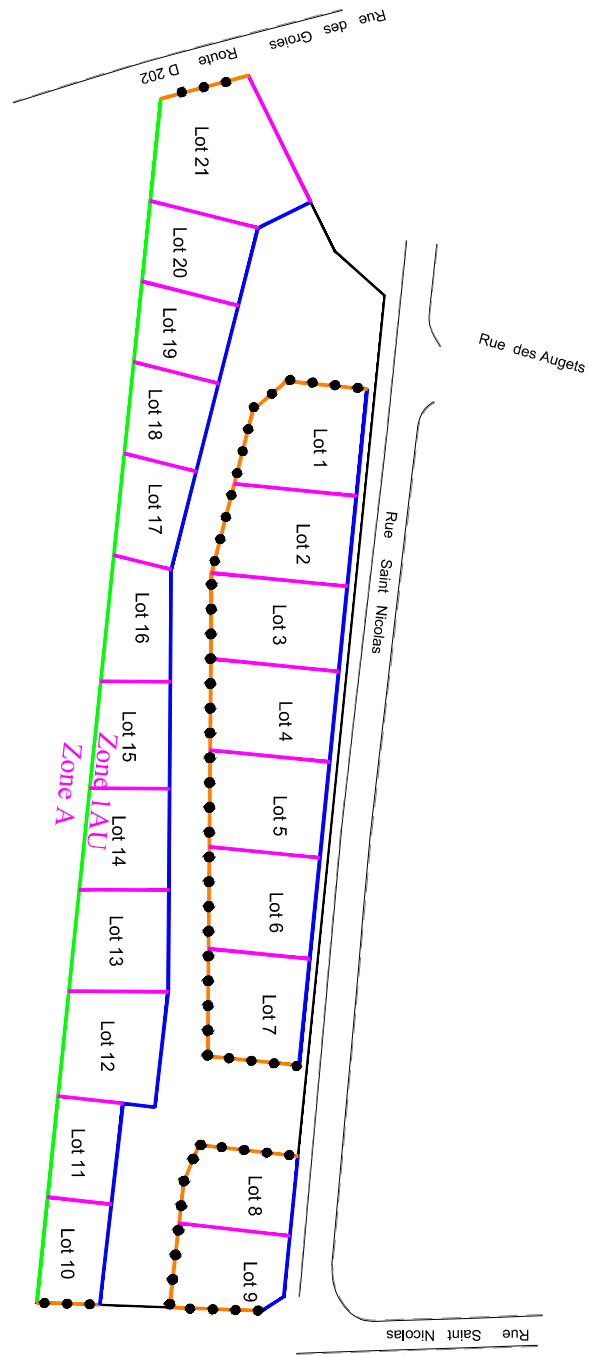 Rue des Groies
Route D 202
Lot 21
Lot 20
Lot 19
Lot 18
Lot 17
Lot 16
Lot 15
Lot 14
Lot 13
Lot 12
Lot 11
Lot 10
Zone 1AU
Zone A
Lot 1
Lot 2
Lot 3
Lot 4
Lot 5
Lot 6
Lot 7
Lot 8
Lot 9
Rue des Augets
Rue Saint Nicolas
Rue Saint Nicolas